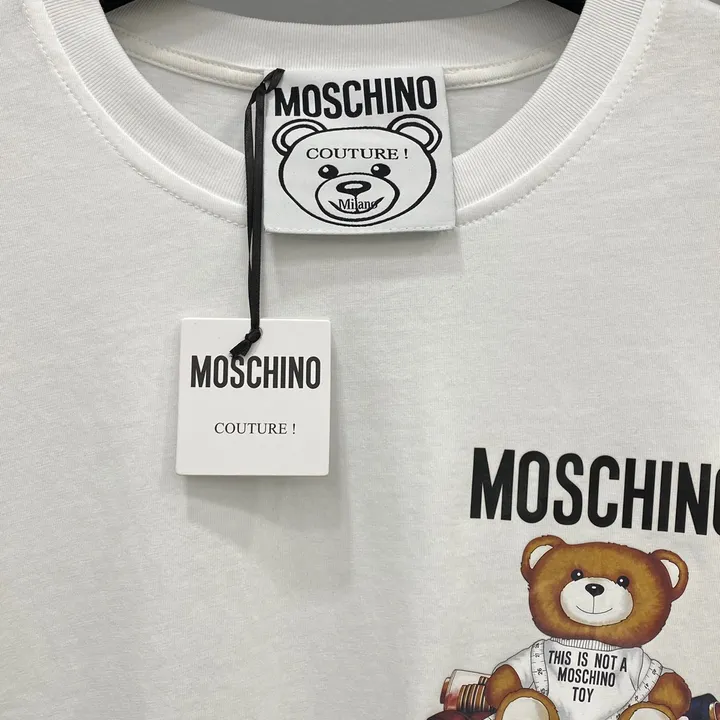 MOSCHINO
COUTURE !
Milano
MOSCHINO
COUTURE !
MOSCHINO
THIS IS NOT A
MOSCHINO
TOY